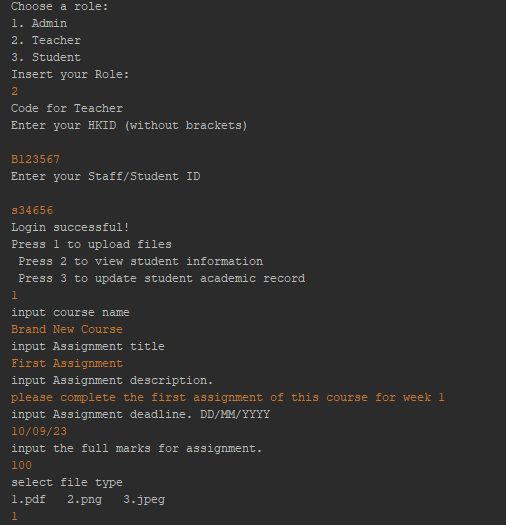 Choose a role:
1. Admin
2. Teacher
3. Student
Insert your Role:
2
Code for Teacher
Enter your HKID (without brackets)
B123567
Enter your Staff/Student ID
s34656
Login successful!
Press 1 to upload files
Press 2 to view student information
Press 3 to update student academic record
1
input course name
Brand New Course
input Assignment title
First Assignment
input Assignment description.
please complete the first assignment of this course for week 1
input Assignment deadline. DD/MM/YYYY
10/09/23
input the full marks for assignment.
100
select file type
1.pdf   2.png   3.jpeg
1